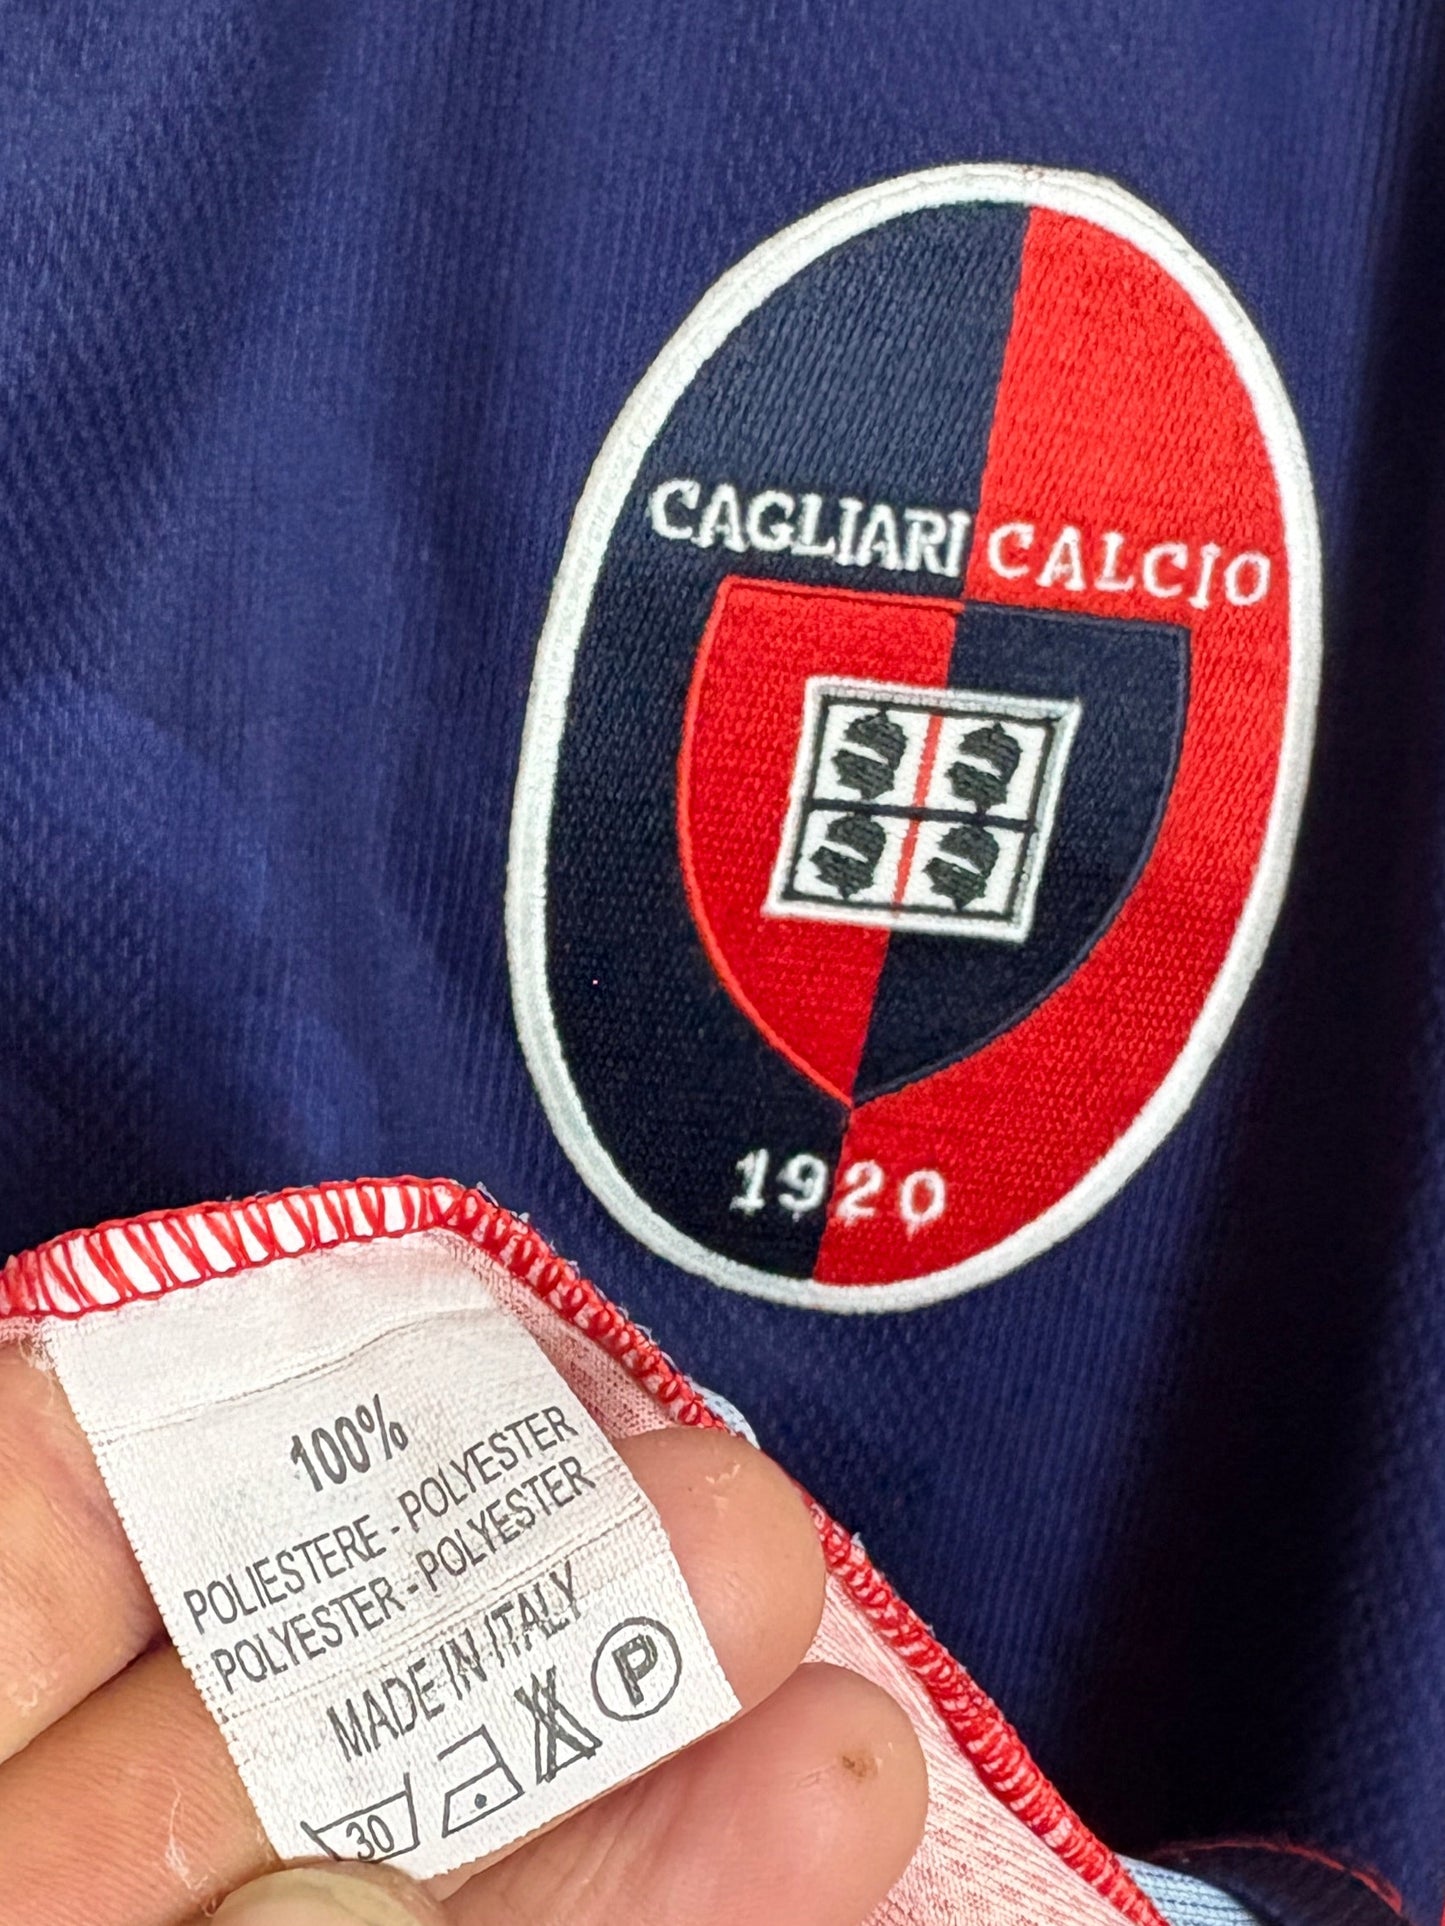 CAGLIARI CALCIO
1920
100%
POLIESTERE - POLYESTER
POLYESTER - POLYESTER
MADE IN ITALY
30
P